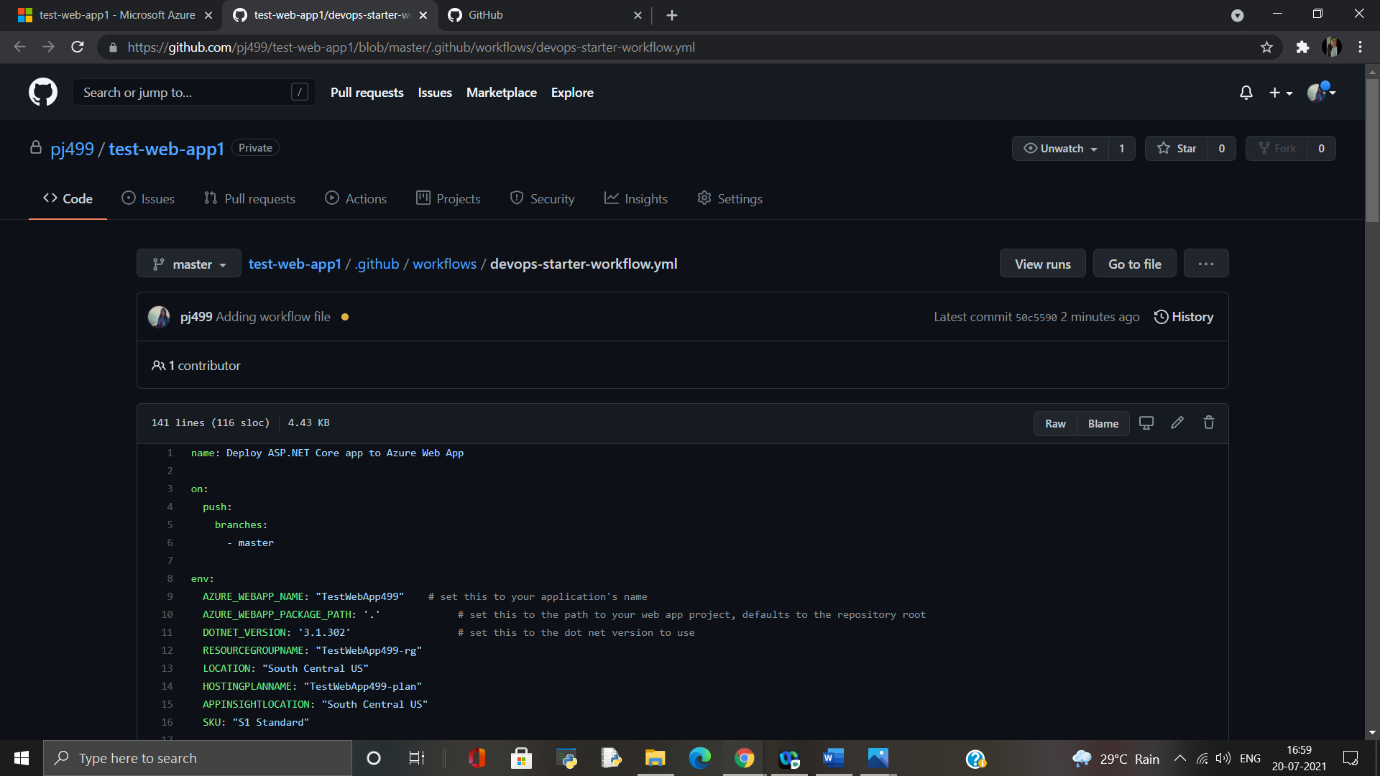 test-web-app1 - Microsoft Azure
test-web-app1/devops-starter-w
GitHub
https://github.com/pj499/test-web-app1/blob/master/.github/workflows/devops-starter-workflow.yml
Search or jump to... /
Pull requests Issues Marketplace Explore
pj499 / test-web-app1 Private
Unwatch 1 Star 0 Fork 0
Code Issues Pull requests Actions Projects Security Insights Settings
master test-web-app1 / .github / workflows / devops-starter-workflow.yml View runs Go to file
pj499 Adding workflow file Latest commit 50c5590 2 minutes ago History
1 contributor
141 lines (116 sloc) 4.43 KB Raw Blame
1 name: Deploy ASP.NET Core app to Azure Web App
2
3 on:
4 push:
5 branches:
6 - master
7
8 env:
9 AZURE_WEBAPP_NAME: "TestWebApp499" # set this to your application's name
10 AZURE_WEBAPP_PACKAGE_PATH: '.' # set this to the path to your web app project, defaults to the repository root
11 DOTNET_VERSION: '3.1.302' # set this to the dot net version to use
12 RESOURCEGROUPNAME: "TestWebApp499-rg"
13 LOCATION: "South Central US"
14 HOSTINGPLANNAME: "TestWebApp499-plan"
15 APPINSIGHTLOCATION: "South Central US"
16 SKU: "S1 Standard"
Type here to search
29°C Rain ENG
16:59
20-07-2021